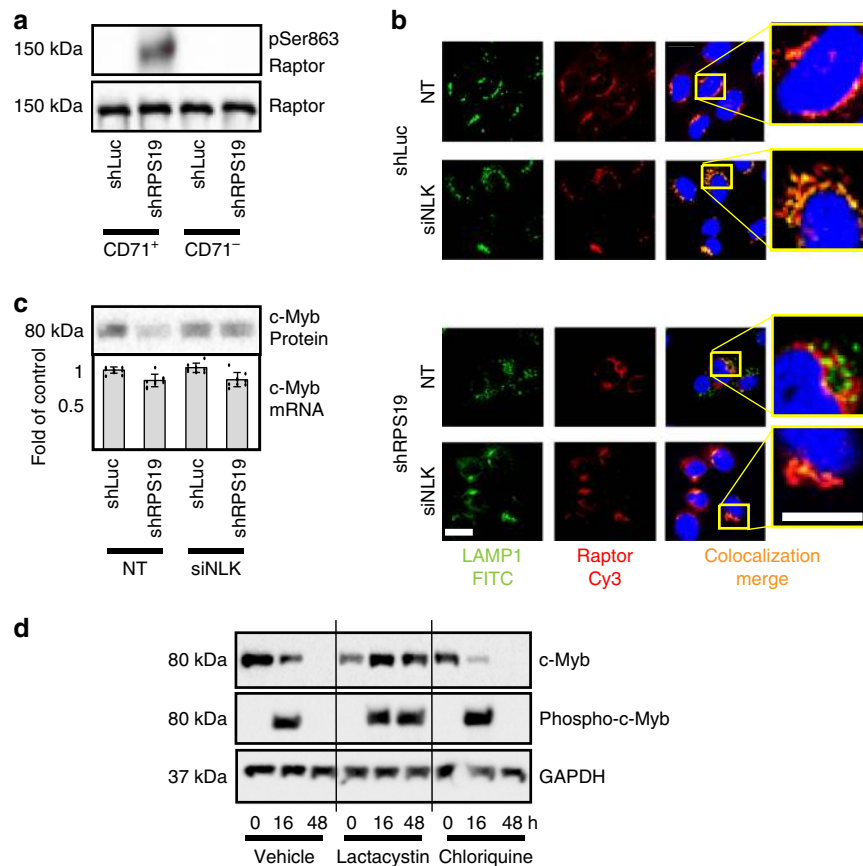 a
150 kDa
pSer863
Raptor
150 kDa
Raptor
shLuc
shRPS19
shLuc
shRPS19
CD71+
CD71−
b
shLuc
NT
siNLK
shRPS19
NT
siNLK
LAMP1
FITC
Raptor
Cy3
Colocalization
merge
c
80 kDa
c-Myb
Protein
Fold of control
1
0.5
c-Myb
mRNA
shLuc
shRPS19
shLuc
shRPS19
NT
siNLK
d
80 kDa
c-Myb
80 kDa
Phospho-c-Myb
37 kDa
GAPDH
0 16 48 0 16 48 0 16 48 h
Vehicle Lactacystin Chloriquine